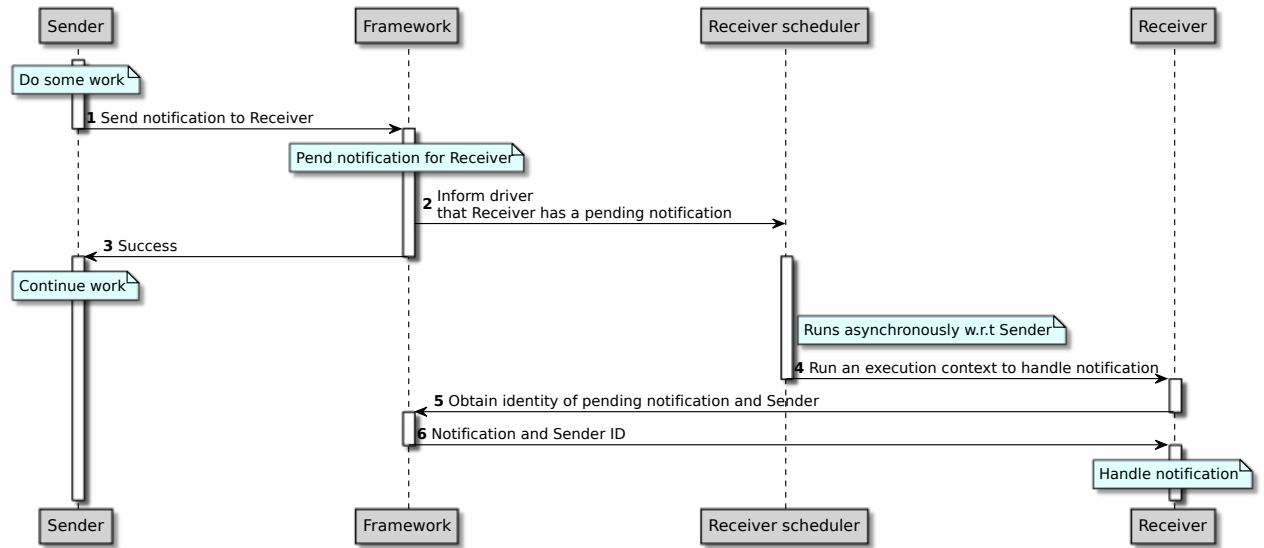 Sender
Framework
Receiver scheduler
Receiver
Do some work
1 Send notification to Receiver
Pend notification for Receiver
2 Inform driver
that Receiver has a pending notification
3 Success
Continue work
Runs asynchronously w.r.t Sender
4 Run an execution context to handle notification
5 Obtain identity of pending notification and Sender
6 Notification and Sender ID
Handle notification
Sender
Framework
Receiver scheduler
Receiver